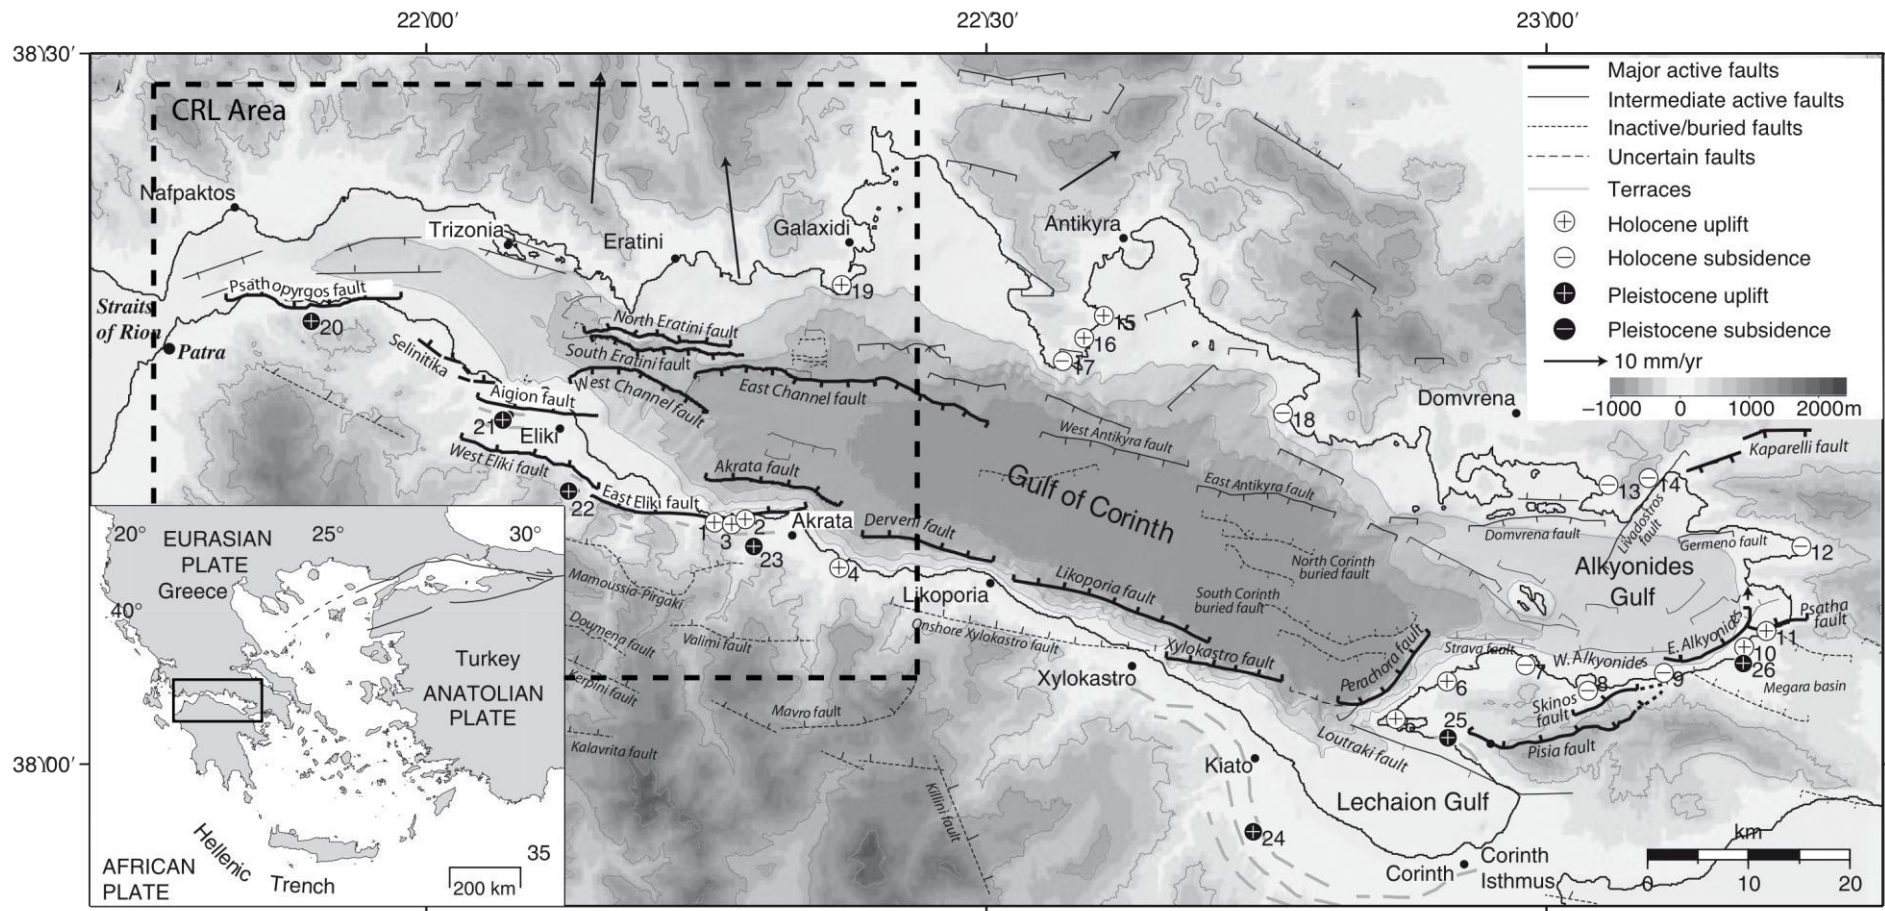 22°00′
22°30′
23°00′
38°30′
CRL Area
Major active faults
Intermediate active faults
Inactive/buried faults
Uncertain faults
Terraces
Holocene uplift
Holocene subsidence
Pleistocene uplift
Pleistocene subsidence
10 mm/yr
−1000 0 1000 2000m
Nafpaktos
Trizonia
Eratini
Galaxidi
Antikyra
19
Psathopyrgos fault
Straits
of Rion
20
Patra
Selinitika
North Eratini fault
South Eratini fault
West Channel fault
East Channel fault
15
16
17
18
Domvrena
Kaparelli fault
Aigion fault
21
Eliki
West Eliki fault
22
East Eliki fault
Akrata fault
1
3
2
23
Akrata
4
Derveni fault
West Antikyra fault
East Antikyra fault
Gulf of Corinth
13
14
Livadostros
fault
Domvrena fault
Germeno fault
12
Alkyonides
Gulf
North Corinth
buried fault
South Corinth
buried fault
Likoporia fault
Likoporia
Mamoussia-Pirgaki
Doumena fault
Valimi fault
Onshore Xylokastro fault
Xylokastro fault
Xylokastro
Perachora fault
Strava fault
W. Alkyonides
E. Alkyonides
Psatha
fault
11
10
26
Megara basin
9
8
7
6
5
25
Skinos
fault
Pisia fault
Loutraki fault
Kerpini fault
Mavro fault
Kalavrita fault
Killini fault
Kiato
24
Lechaion Gulf
Corinth
Corinth
Isthmus
km
0 10 20
38°00′
20°
25°
30°
EURASIAN
PLATE
Greece
40°
Turkey
ANATOLIAN
PLATE
Hellenic
Trench
35
AFRICAN
PLATE
200 km